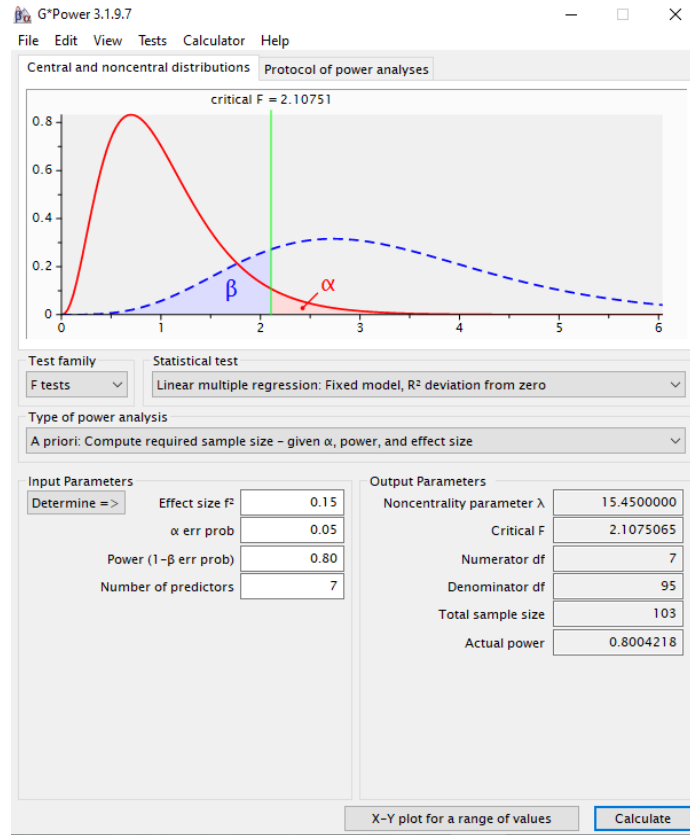 G*Power 3.1.9.7
File Edit View Tests Calculator Help
Central and noncentral distributions Protocol of power analyses
critical F = 2.10751
0.8
0.6
0.4
0.2
0
β
α
0 1 2 3 4 5 6
Test family Statistical test
F tests Linear multiple regression: Fixed model, R² deviation from zero
Type of power analysis
A priori: Compute required sample size – given α, power, and effect size
Input Parameters Output Parameters
Determine => Effect size f² 0.15 Noncentrality parameter λ 15.4500000
α err prob 0.05 Critical F 2.1075065
Power (1-β err prob) 0.80 Numerator df 7
Number of predictors 7 Denominator df 95
Total sample size 103
Actual power 0.8004218
X-Y plot for a range of values Calculate